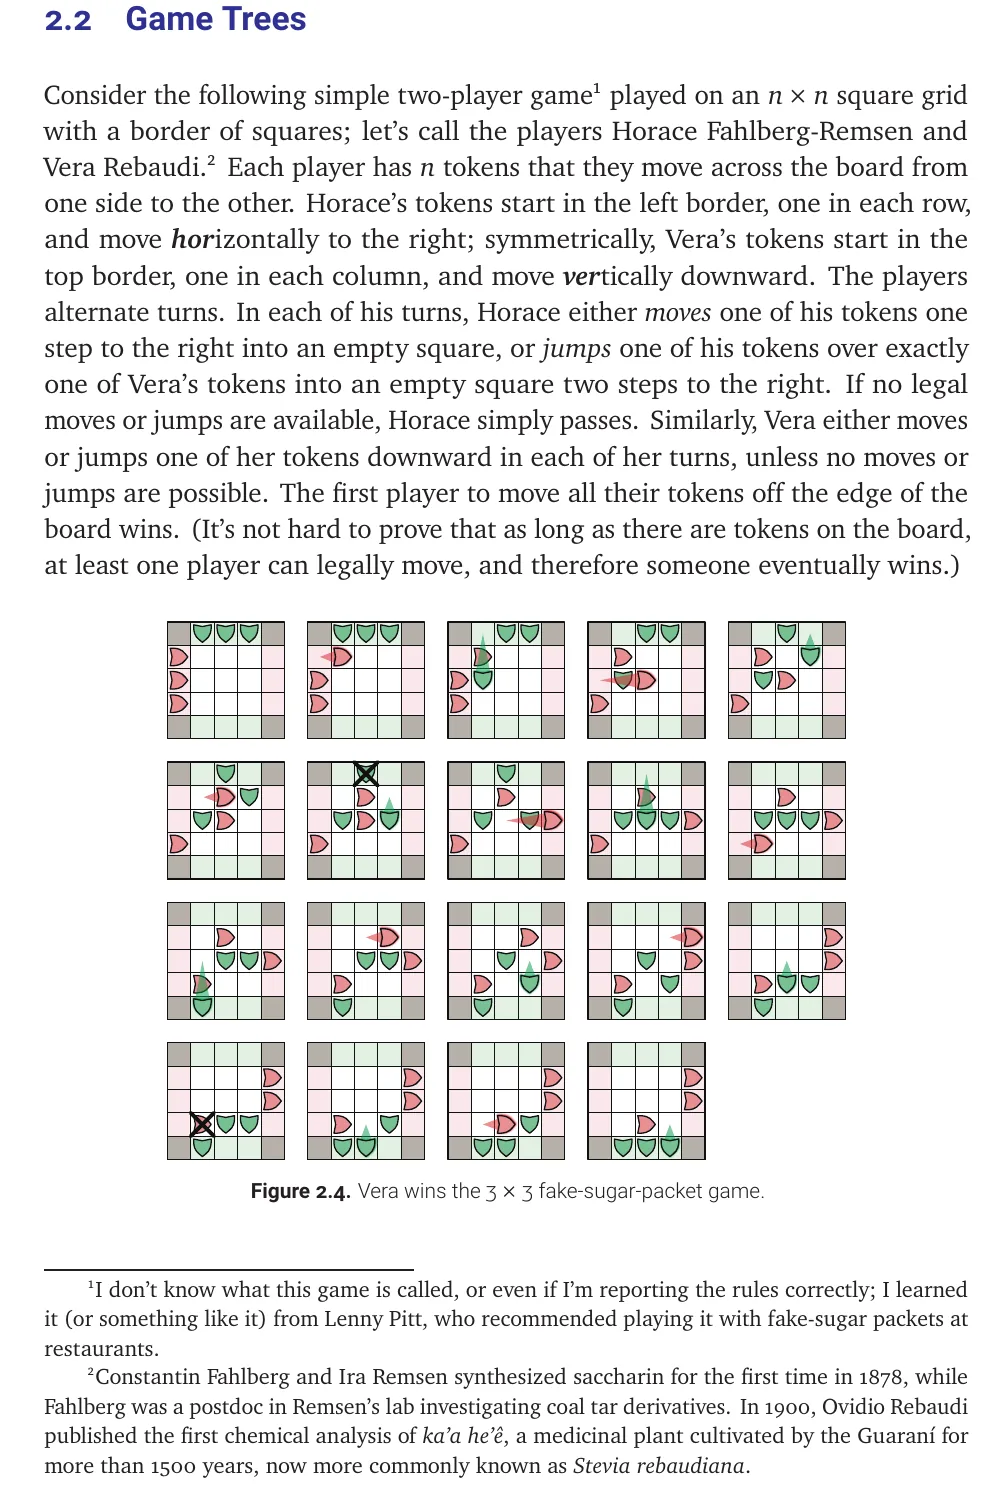 2.2 Game Trees
Consider the following simple two-player game¹ played on an n × n square grid
with a border of squares; let’s call the players Horace Fahlberg-Remsen and
Vera Rebaudi.² Each player has n tokens that they move across the board from
one side to the other. Horace’s tokens start in the left border, one in each row,
and move horizontally to the right; symmetrically, Vera’s tokens start in the
top border, one in each column, and move vertically downward. The players
alternate turns. In each of his turns, Horace either moves one of his tokens one
step to the right into an empty square, or jumps one of his tokens over exactly
one of Vera’s tokens into an empty square two steps to the right. If no legal
moves or jumps are available, Horace simply passes. Similarly, Vera either moves
or jumps one of her tokens downward in each of her turns, unless no moves or
jumps are possible. The first player to move all their tokens off the edge of the
board wins. (It’s not hard to prove that as long as there are tokens on the board,
at least one player can legally move, and therefore someone eventually wins.)
Figure 2.4. Vera wins the 3 × 3 fake-sugar-packet game.
¹I don’t know what this game is called, or even if I’m reporting the rules correctly; I learned
it (or something like it) from Lenny Pitt, who recommended playing it with fake-sugar packets at
restaurants.
²Constantin Fahlberg and Ira Remsen synthesized saccharin for the first time in 1878, while
Fahlberg was a postdoc in Remsen’s lab investigating coal tar derivatives. In 1900, Ovidio Rebaudi
published the first chemical analysis of ka’a he’ê, a medicinal plant cultivated by the Guaraní for
more than 1500 years, now more commonly known as Stevia rebaudiana.